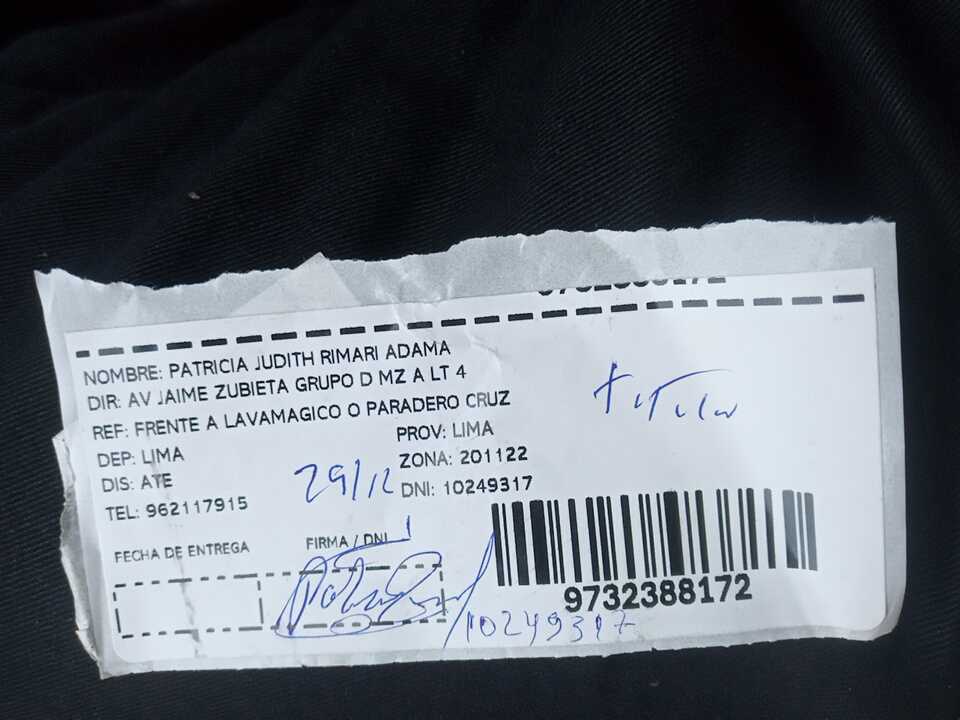 9732388172
NOMBRE: PATRICIA JUDITH RIMARI ADAMA
DIR: AV JAIME ZUBIETA GRUPO D MZ A LT 4
REF: FRENTE A LAVAMAGICO O PARADERO CRUZ
DEP: LIMA PROV: LIMA
DIS: ATE ZONA: 201122
TEL: 962117915 DNI: 10249317
29/12
Titular
FECHA DE ENTREGA FIRMA / DNI
9732388172
10249317